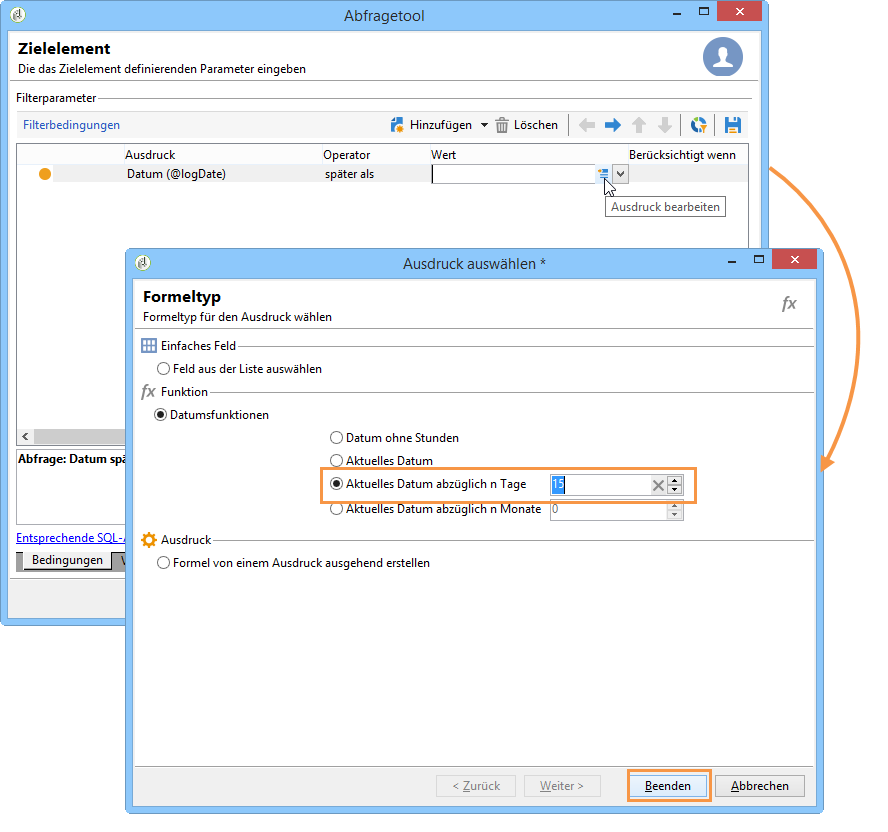 Abfragetool
Zielelement
Die das Zielelement definierenden Parameter eingeben
Filterparameter
Filterbedingungen Hinzufügen Löschen
Ausdruck Operator Wert Berücksichtigt wenn
Datum (@logDate) später als
Ausdruck bearbeiten
Ausdruck auswählen *
Formeltyp
Formeltyp für den Ausdruck wählen
fx
Einfaches Feld
Feld aus der Liste auswählen
fx Funktion
Datumsfunktionen
Datum ohne Stunden
Aktuelles Datum
Aktuelles Datum abzüglich n Tage 15
Aktuelles Datum abzüglich n Monate 0
Ausdruck
Formel von einem Ausdruck ausgehend erstellen
Abfrage: Datum spä
Entsprechende SQL-
Bedingungen
< Zurück Weiter > Beenden Abbrechen